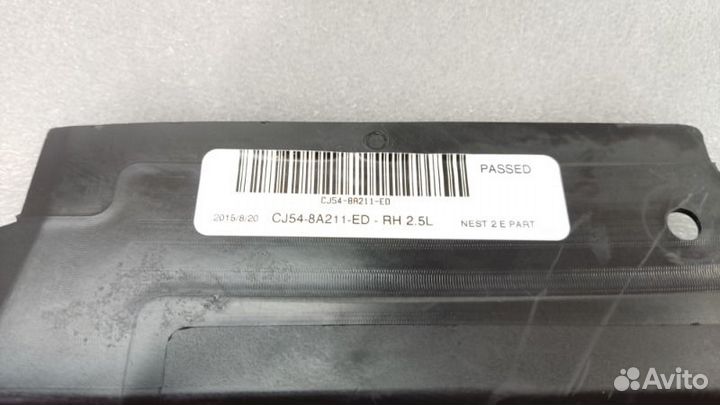 PASSED
CJ54-8A211-ED
2015/8/20 CJ54-8A211-ED - RH 2.5L NEST 2 E PART
Avito